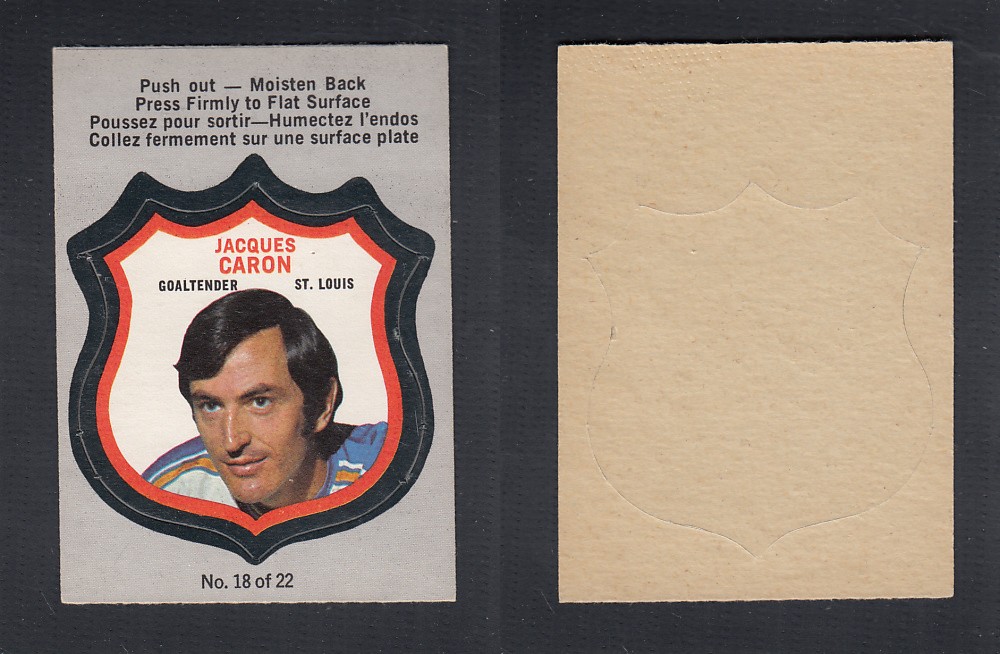 Push out — Moisten Back
Press Firmly to Flat Surface
Poussez pour sortir—Humectez l'endos
Collez fermement sur une surface plate
JACQUES
CARON
GOALTENDER ST. LOUIS
No. 18 of 22